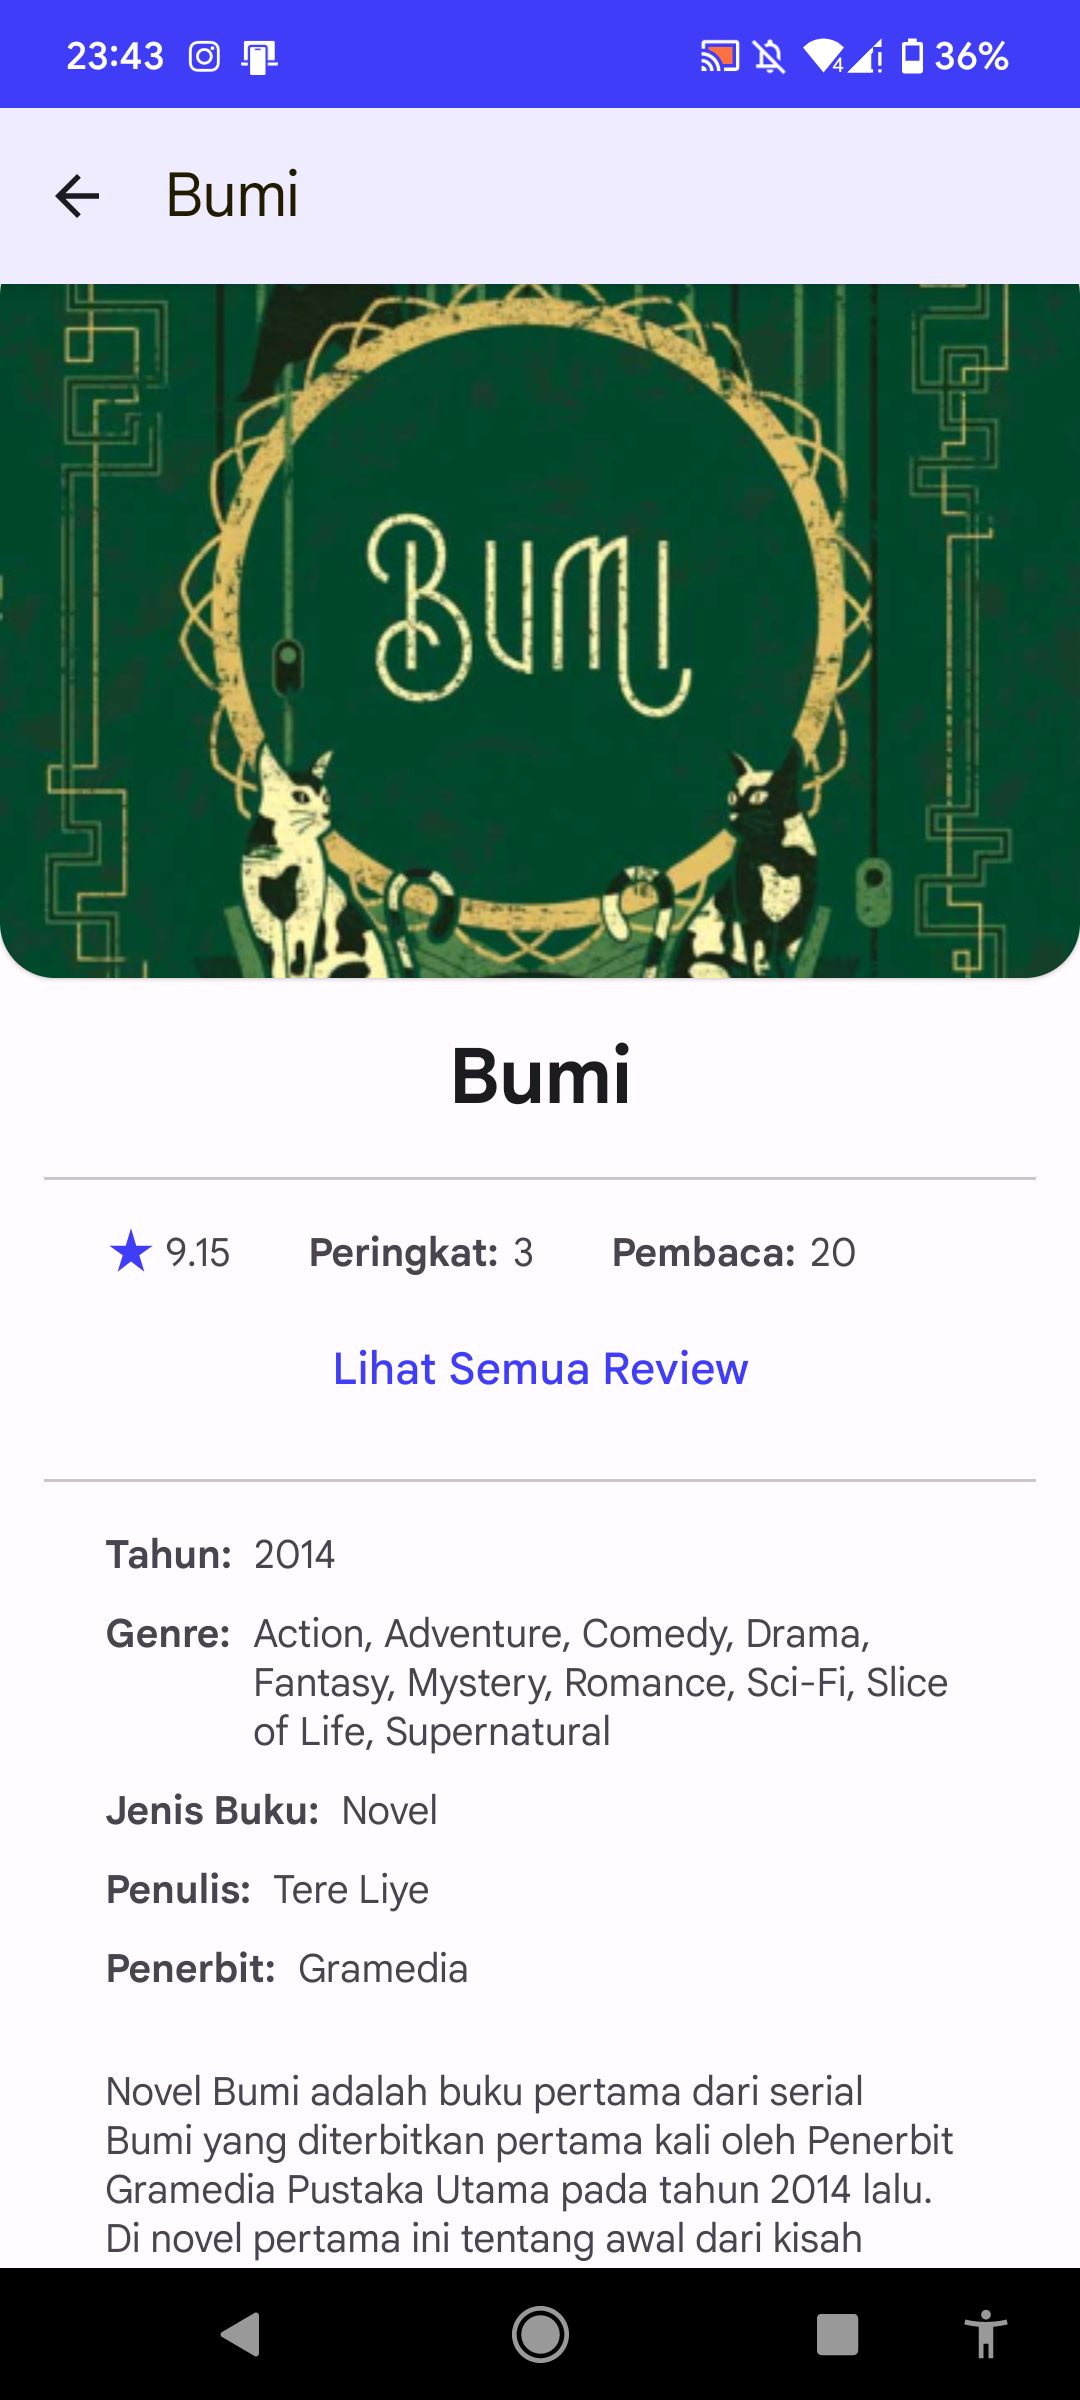 23:43
4
36%
Bumi
BUMI
Bumi
9.15 Peringkat: 3 Pembaca: 20
Lihat Semua Review
Tahun: 2014
Genre: Action, Adventure, Comedy, Drama,
Fantasy, Mystery, Romance, Sci-Fi, Slice
of Life, Supernatural
Jenis Buku: Novel
Penulis: Tere Liye
Penerbit: Gramedia
Novel Bumi adalah buku pertama dari serial
Bumi yang diterbitkan pertama kali oleh Penerbit
Gramedia Pustaka Utama pada tahun 2014 lalu.
Di novel pertama ini tentang awal dari kisah